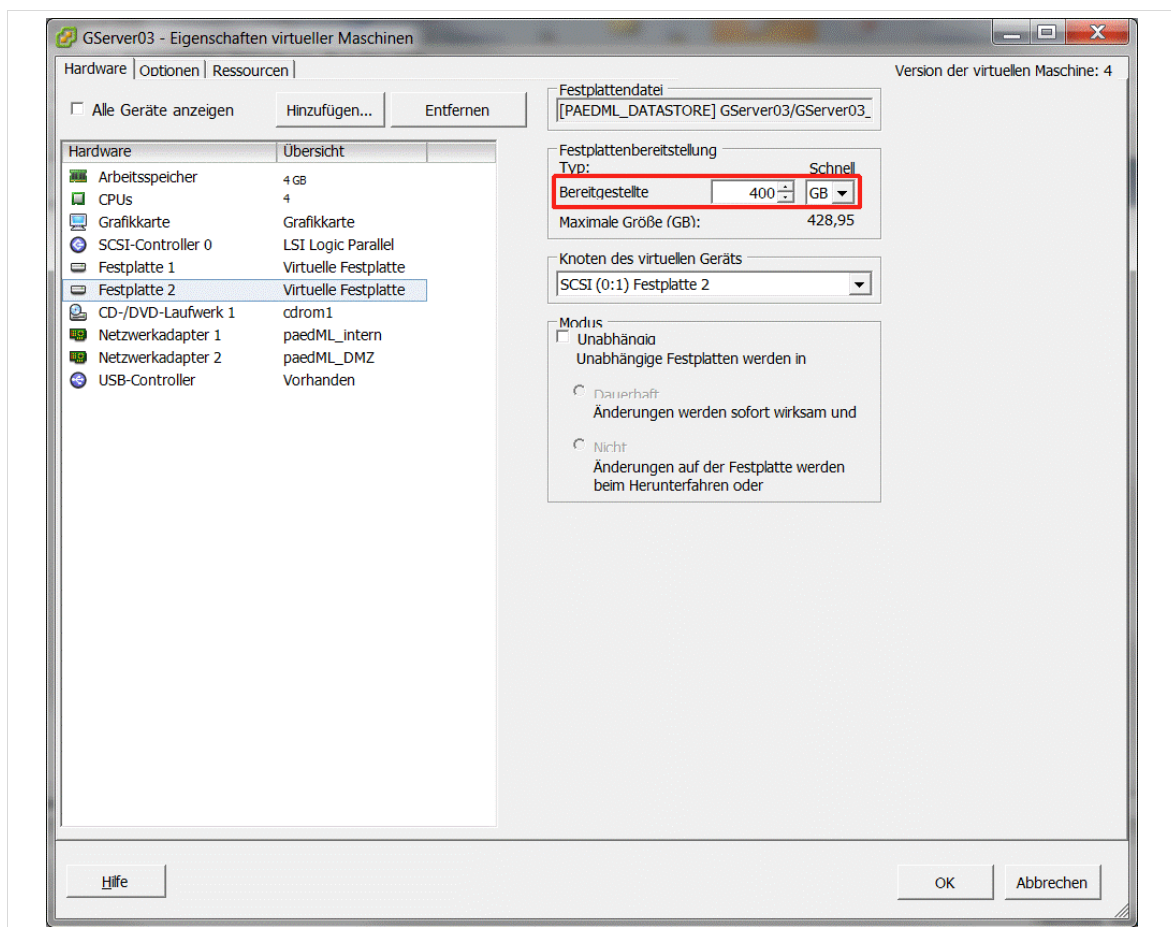 GServer03 - Eigenschaften virtueller Maschinen
Hardware Optionen Ressourcen
Version der virtuellen Maschine: 4
Alle Geräte anzeigen Hinzufügen... Entfernen
Hardware Übersicht
Arbeitsspeicher 4 GB
CPUs 4
Grafikkarte Grafikkarte
SCSI-Controller 0 LSI Logic Parallel
Festplatte 1 Virtuelle Festplatte
Festplatte 2 Virtuelle Festplatte
CD-/DVD-Laufwerk 1 cdrom1
Netzwerkadapter 1 paedML_intern
Netzwerkadapter 2 paedML_DMZ
USB-Controller Vorhanden
Festplattendatei
[PAEDML_DATASTORE] GServer03/GServer03_
Festplattenbereitstellung
Typ: Schnell
Bereitgestellte 400 GB
Maximale Größe (GB): 428,95
Knoten des virtuellen Geräts
SCSI (0:1) Festplatte 2
Modus
Unabhängig
Unabhängige Festplatten werden in
Dauerhaft
Änderungen werden sofort wirksam und
Nicht
Änderungen auf der Festplatte werden
beim Herunterfahren oder
Hilfe OK Abbrechen